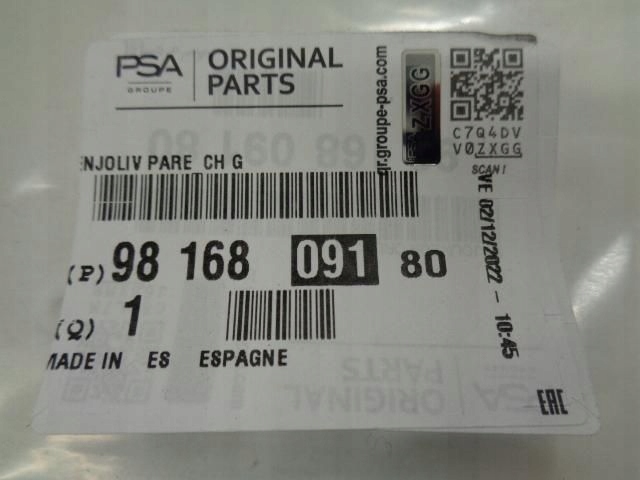 PSA
GROUPE
ORIGINAL
PARTS
qr.groupe-psa.com
ZXGG
C7Q4DV
V0ZXGG
SCAN!
ENJOLIV PARE CH G
VE 02/12/2022 - 10:45
(P) 98 168 091 80
(Q) 1
MADE IN ES ESPAGNE
EAC